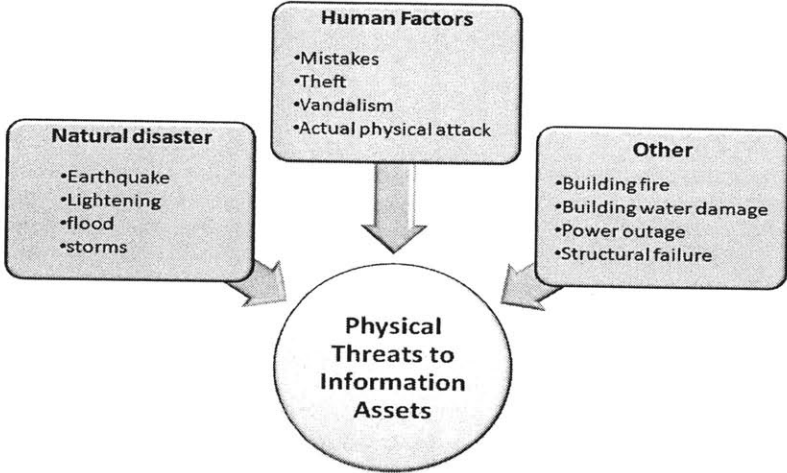 Human Factors
•Mistakes
•Theft
•Vandalism
•Actual physical attack
Natural disaster
•Earthquake
•Lightening
•flood
•storms
Other
•Building fire
•Building water damage
•Power outage
•Structural failure
Physical
Threats to
Information
Assets